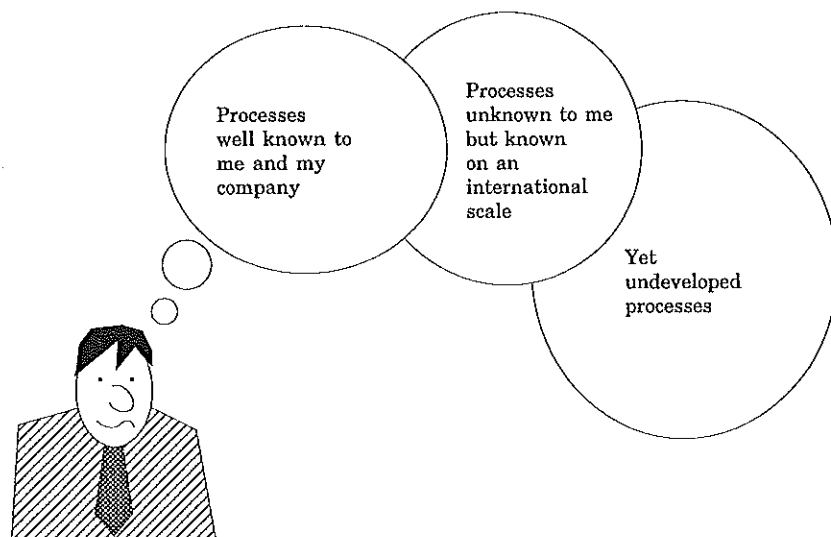 Processes
well known to
me and my
company
Processes
unknown to me
but known
on an
international
scale
Yet
undeveloped
processes